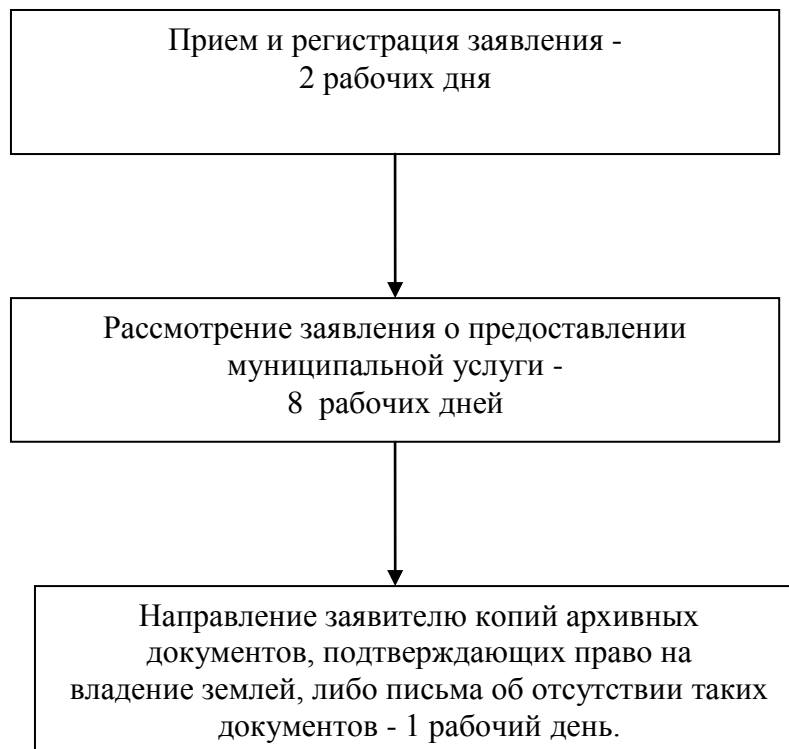 Прием и регистрация заявления -
2 рабочих дня
Рассмотрение заявления о предоставлении
муниципальной услуги -
8 рабочих дней
Направление заявителю копий архивных
документов, подтверждающих право на
владение землей, либо письма об отсутствии таких
документов - 1 рабочий день.